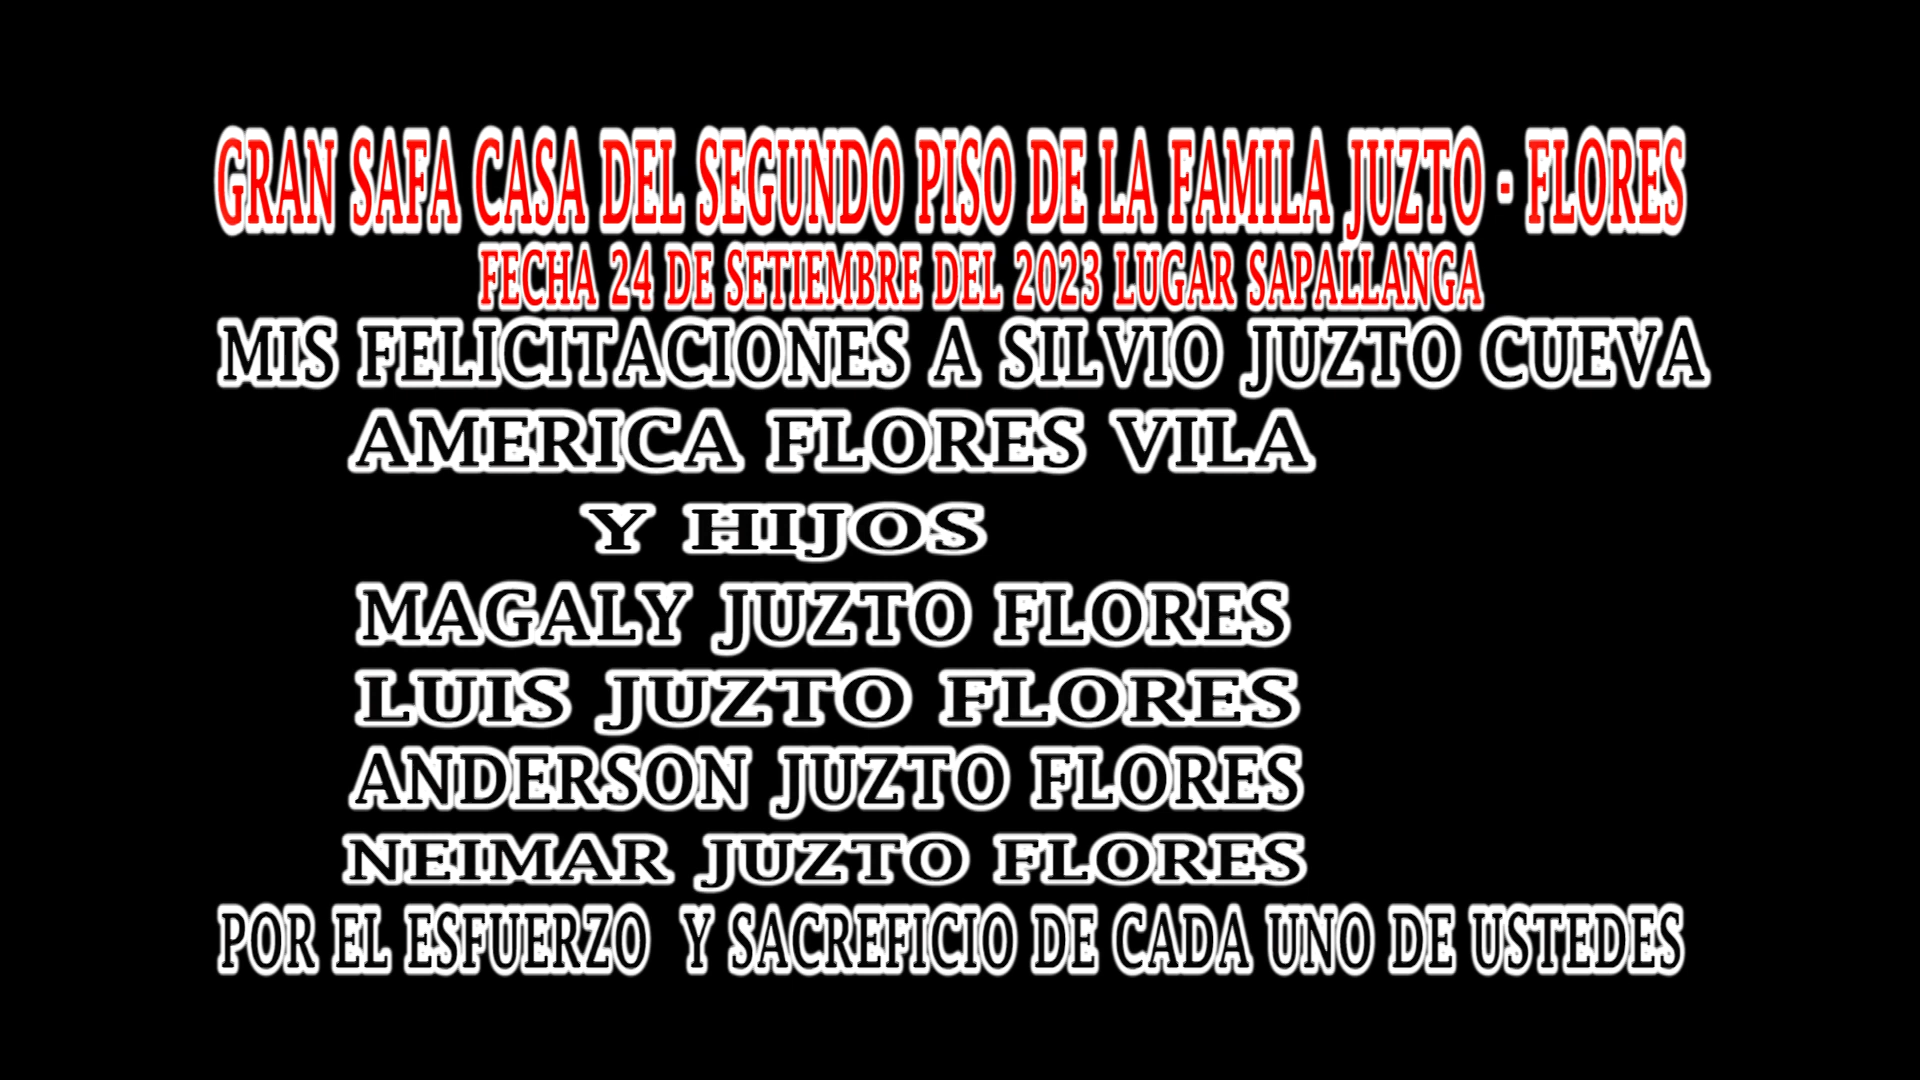 GRAN SAFA CASA DEL SEGUNDO PISO DE LA FAMILA JUZTO - FLORES
FECHA 24 DE SETIEMBRE DEL 2023 LUGAR SAPALLANGA
MIS FELICITACIONES A SILVIO JUZTO CUEVA
AMERICA FLORES VILA
Y HIJOS
MAGALY JUZTO FLORES
LUIS JUZTO FLORES
ANDERSON JUZTO FLORES
NEIMAR JUZTO FLORES
POR EL ESFUERZO Y SACREFICIO DE CADA UNO DE USTEDES